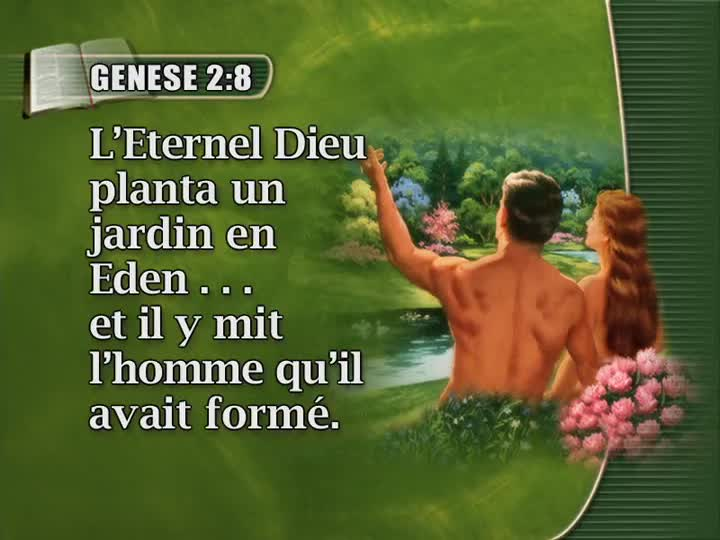 GENESE 2:8
L’Eternel Dieu
planta un
jardin en
Eden . . .
et il y mit
l’homme qu’il
avait formé.